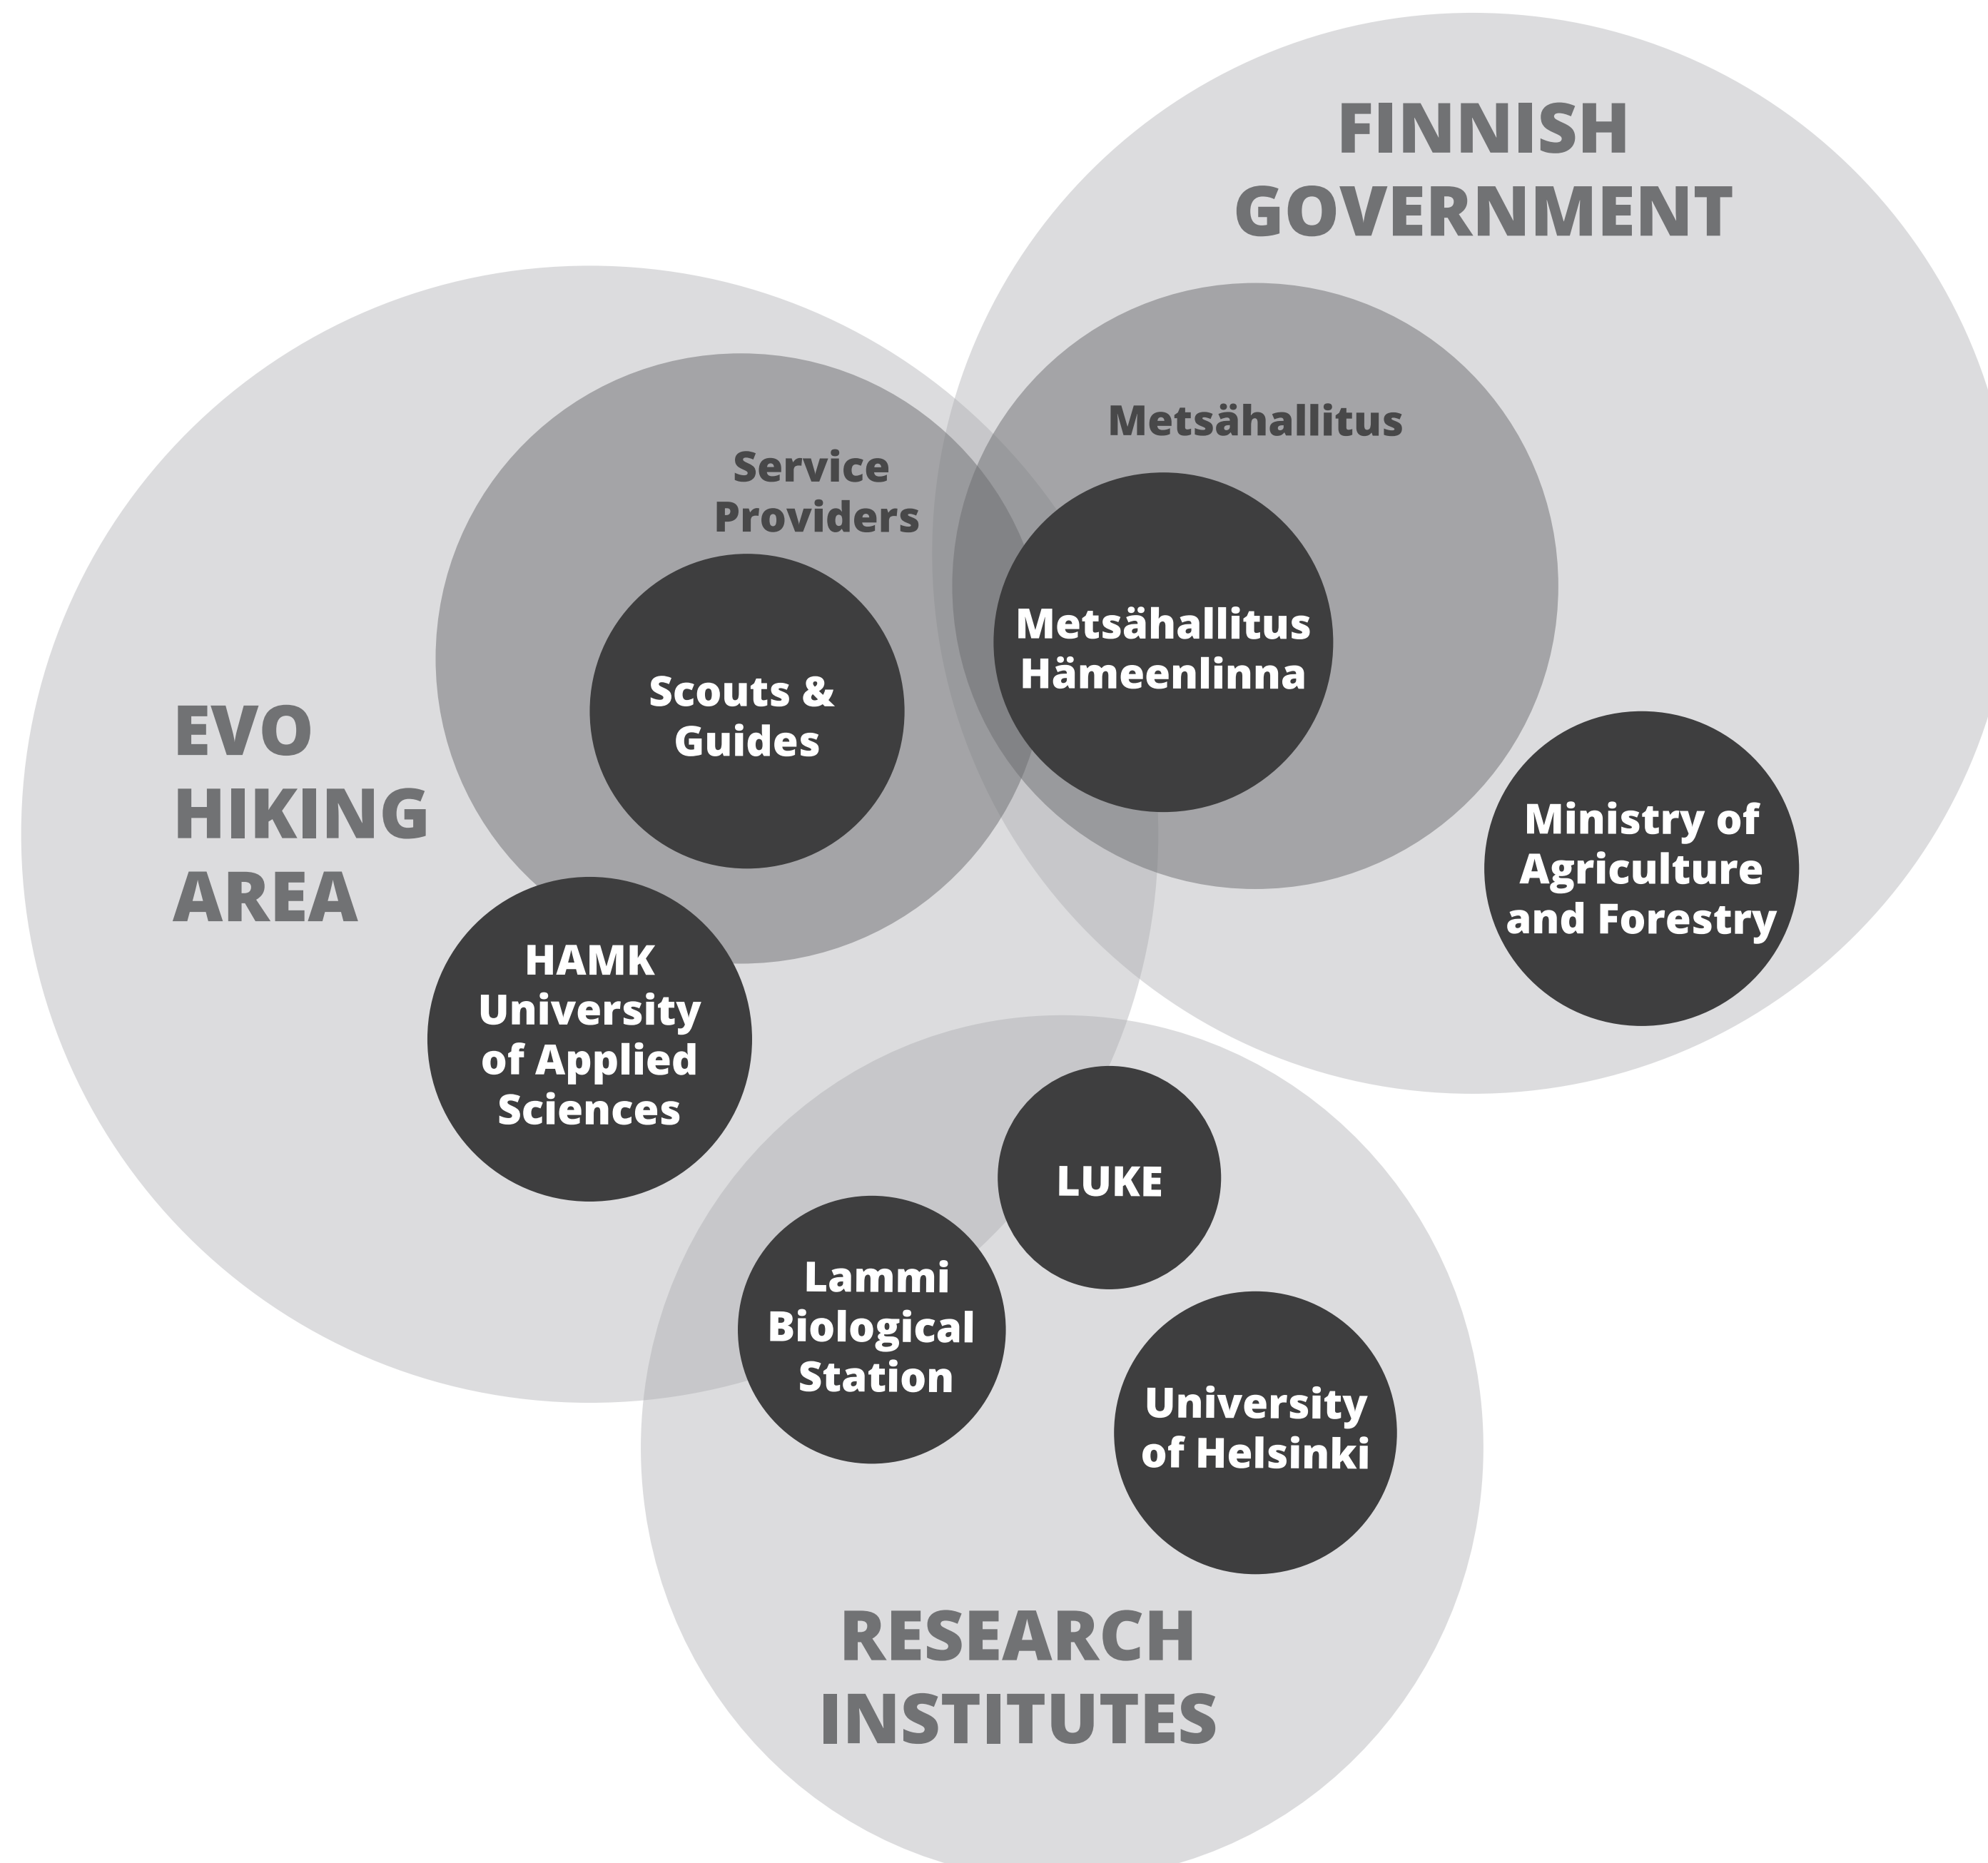 FINNISH
GOVERNMENT
Metsähallitus
Service
Providers
Metsähallitus
Hämeenlinna
Scouts &
Guides
EVO
HIKING
AREA
Ministry of
Agriculture
and Forestry
HAMK
University
of Applied
Sciences
LUKE
Lammi
Biological
Station
University
of Helsinki
RESEARCH
INSTITUTES